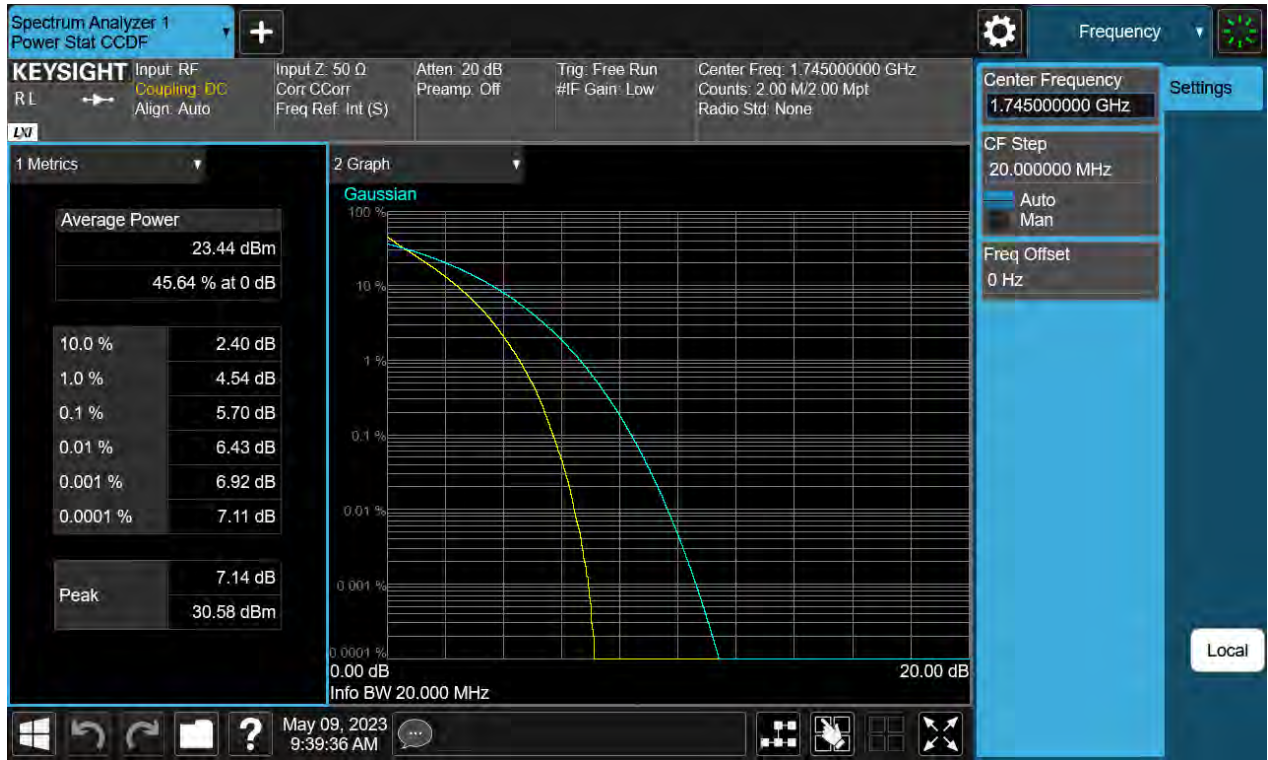 Spectrum Analyzer 1
Power Stat CCDF
+
Frequency
KEYSIGHT
RL
LXI
Input: RF
Coupling: DC
Align: Auto
Input Z: 50 Ω
Corr CCorr
Freq Ref: Int (S)
Atten: 20 dB
Preamp: Off
Trig: Free Run
#IF Gain: Low
Center Freq: 1.745000000 GHz
Counts: 2.00 M/2.00 Mpt
Radio Std: None
Center Frequency
1.745000000 GHz
Settings
CF Step
20.000000 MHz
Auto
Man
Freq Offset
0 Hz
Local
1 Metrics
Average Power
23.44 dBm
45.64 % at 0 dB
10.0 % 2.40 dB
1.0 % 4.54 dB
0.1 % 5.70 dB
0.01 % 6.43 dB
0.001 % 6.92 dB
0.0001 % 7.11 dB
Peak
7.14 dB
30.58 dBm
2 Graph
Gaussian
100 %
10 %
1 %
0.1 %
0.01 %
0.001 %
0.0001 %
0.00 dB 20.00 dB
Info BW 20.000 MHz
?
May 09, 2023
9:39:36 AM